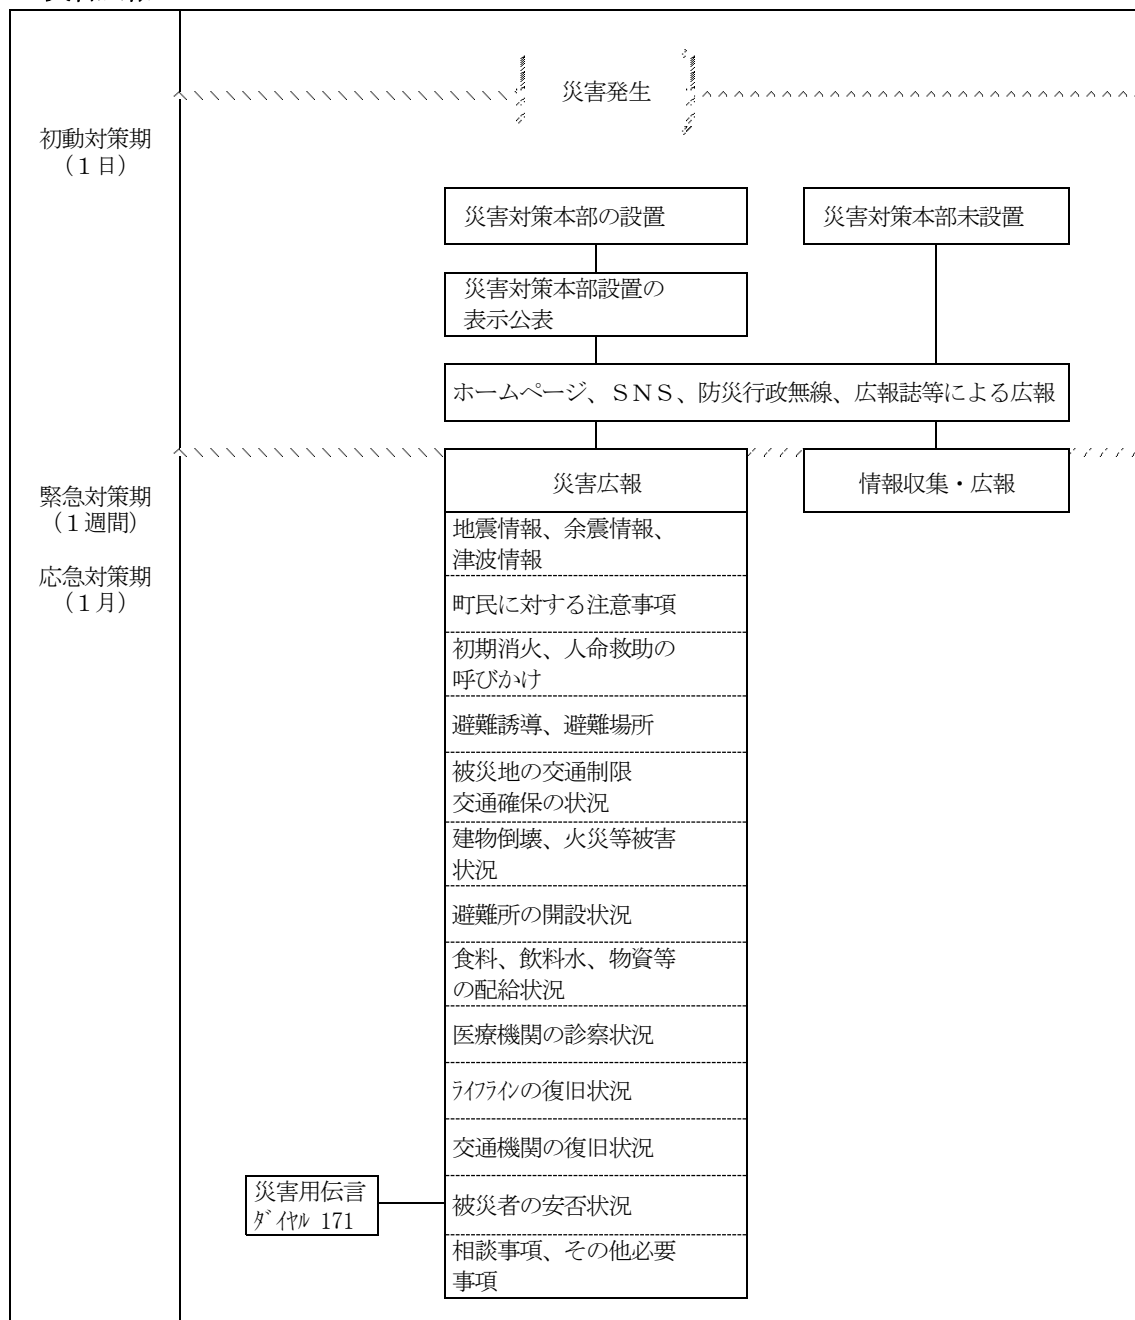 災害発生
初動対策期
（１日）
災害対策本部の設置
災害対策本部未設置
災害対策本部設置の
表示公表
ホームページ、ＳＮＳ、防災行政無線、広報誌等による広報
緊急対策期
（１週間）
応急対策期
（１月）
災害広報
情報収集・広報
地震情報、余震情報、
津波情報
町民に対する注意事項
初期消火、人命救助の
呼びかけ
避難誘導、避難場所
被災地の交通制限
交通確保の状況
建物倒壊、火災等被害
状況
避難所の開設状況
食料、飲料水、物資等
の配給状況
医療機関の診察状況
ﾗｲﾌﾗｲﾝの復旧状況
交通機関の復旧状況
災害用伝言
ﾀﾞｲﾔﾙ 171
被災者の安否状況
相談事項、その他必要
事項